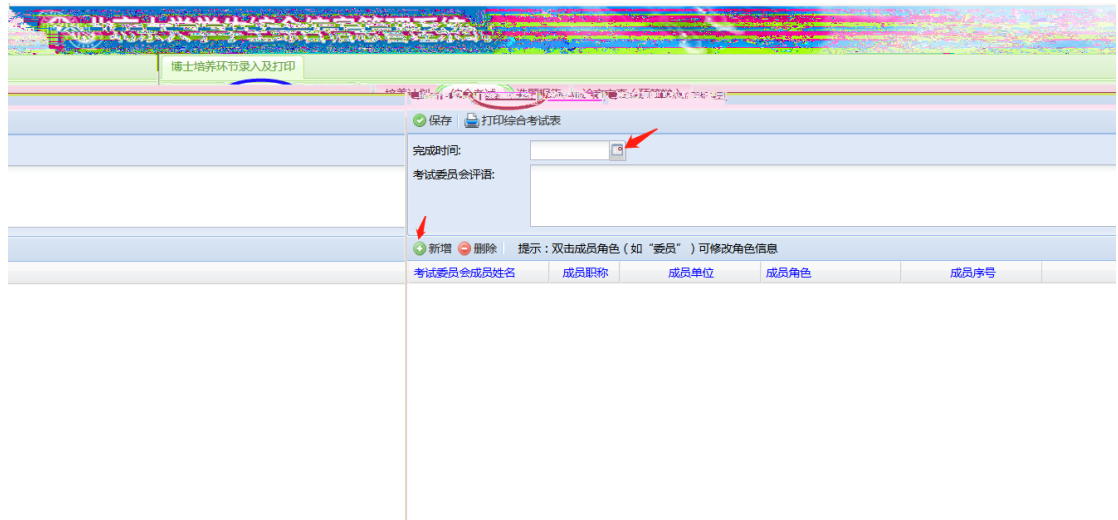 博士培养环节录入及打印
综合考试
保存 打印综合考试表
完成时间:
考试委员会评语:
新增 删除 提示：双击成员角色（如“委员”）可修改角色信息
考试委员会成员姓名 成员职称 成员单位 成员角色 成员序号